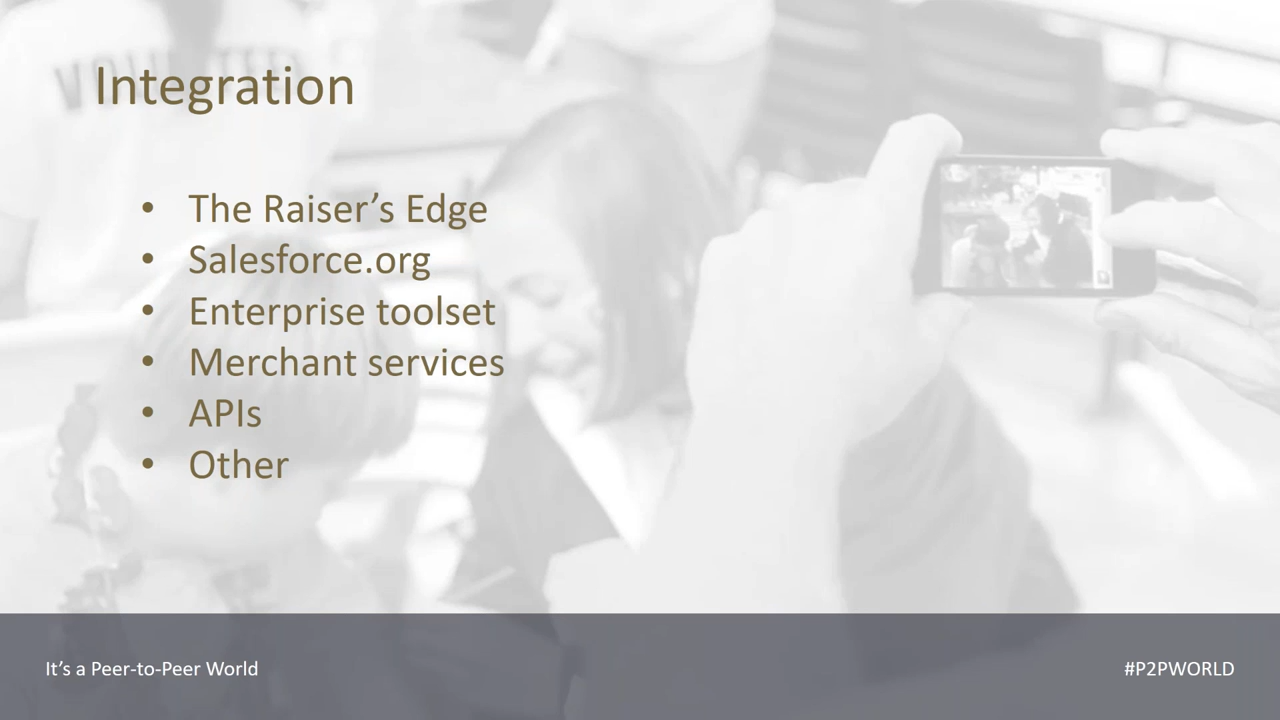 Integration
• The Raiser’s Edge
• Salesforce.org
• Enterprise toolset
• Merchant services
• APIs
• Other
It’s a Peer-to-Peer World
#P2PWORLD